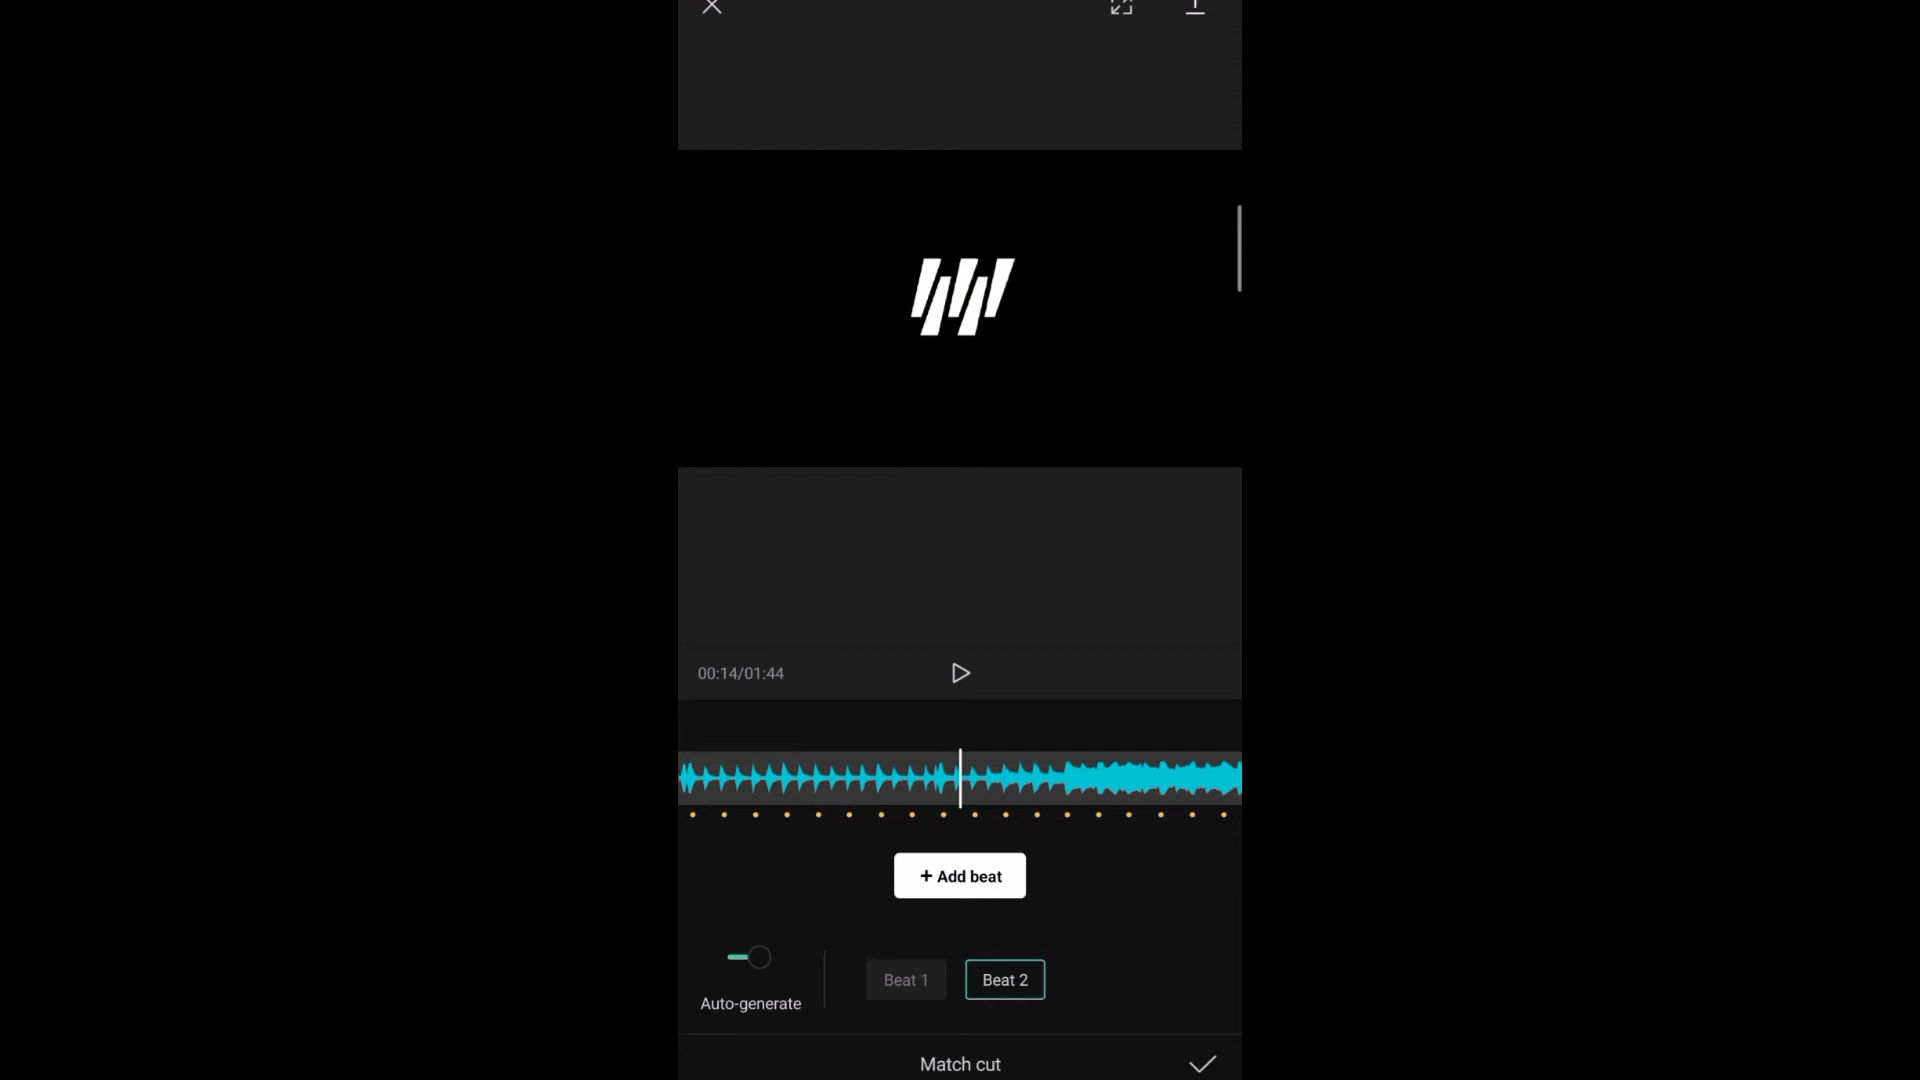 00:14/01:44
+ Add beat
Beat 1
Beat 2
Auto-generate
Match cut